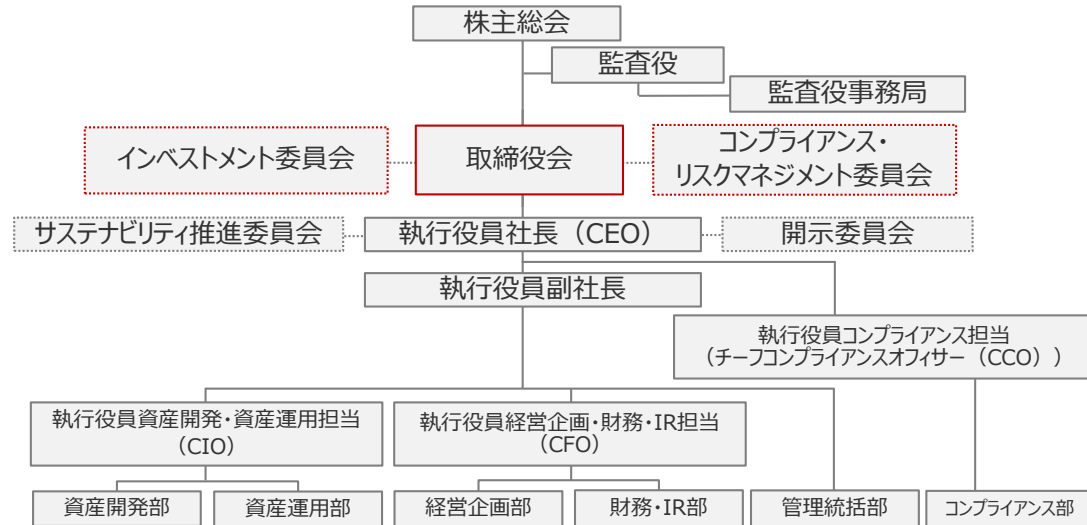 株主総会
監査役
監査役事務局
インベストメント委員会
取締役会
コンプライアンス・
リスクマネジメント委員会
サステナビリティ推進委員会
執行役員社長（CEO）
開示委員会
執行役員副社長
執行役員コンプライアンス担当
（チーフコンプライアンスオフィサー（CCO））
執行役員資産開発・資産運用担当
（CIO）
執行役員経営企画・財務・IR担当
（CFO）
資産開発部
資産運用部
経営企画部
財務・IR部
管理統括部
コンプライアンス部